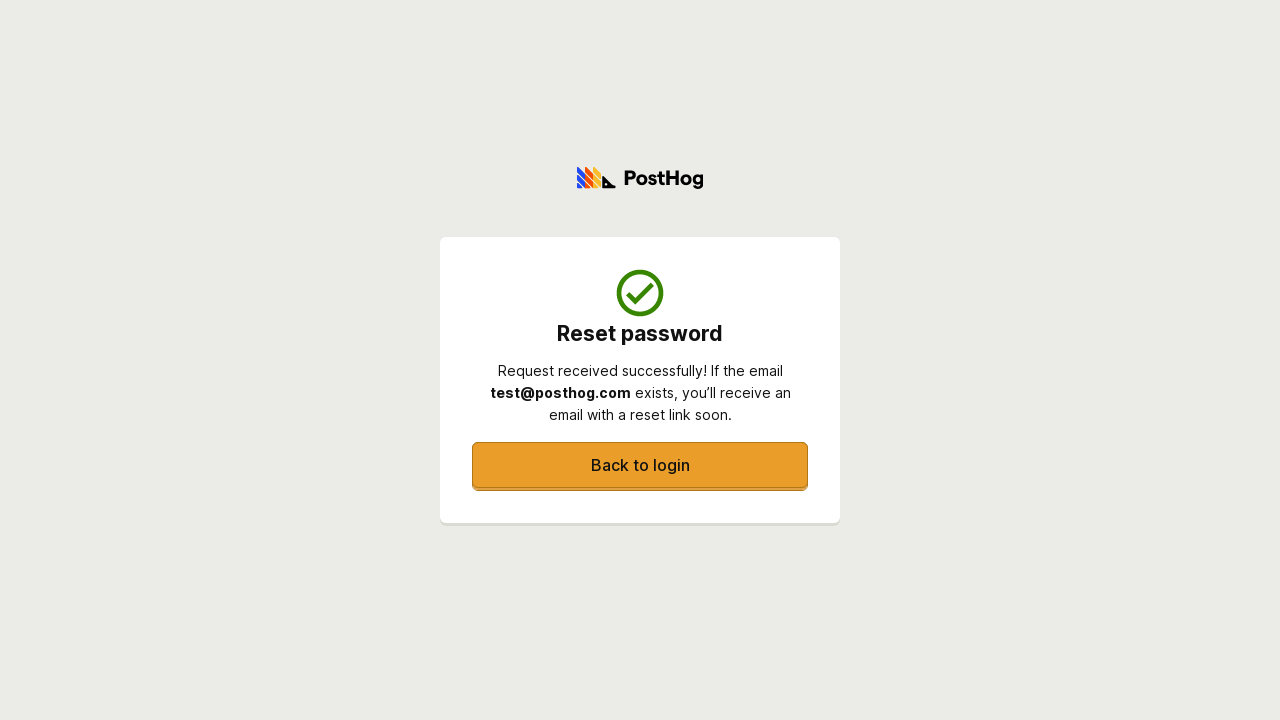 PostHog
Reset password
Request received successfully! If the email
test@posthog.com exists, you’ll receive an
email with a reset link soon.
Back to login